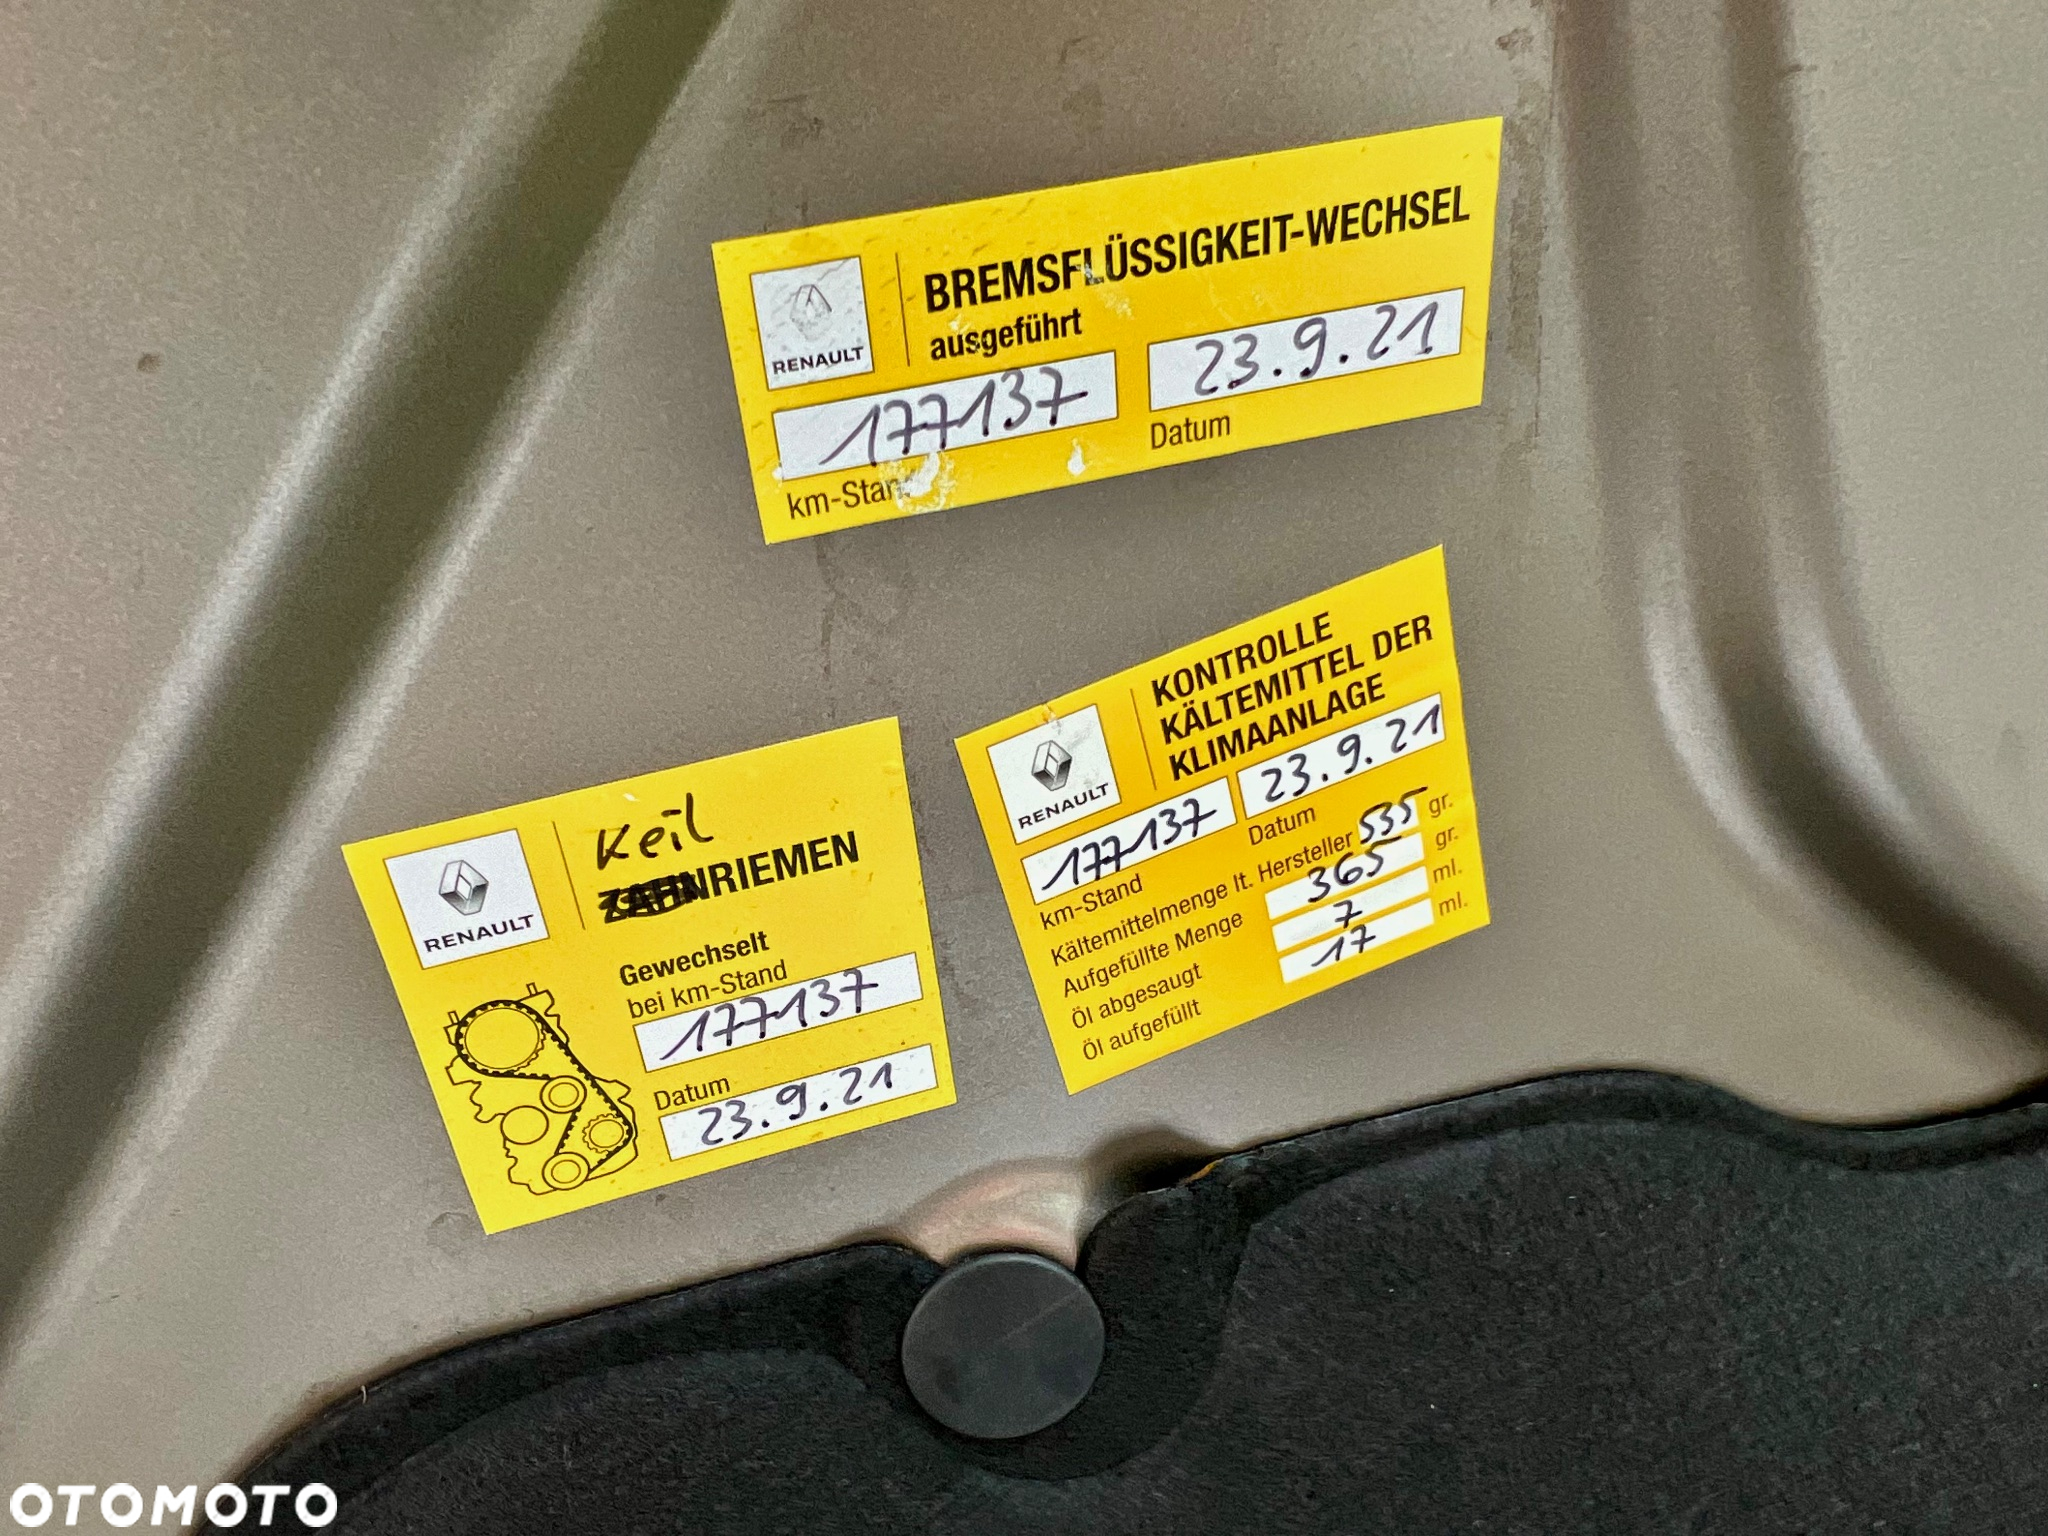 RENAULT
BREMSFLÜSSIGKEIT-WECHSEL
ausgeführt
177137
23.9.21
km-Stand
Datum
RENAULT
KONTROLLE
KÄLTEMITTEL DER
KLIMAANLAGE
177137
23.9.21
km-Stand
Datum
Kältemittelmenge lt. Hersteller 535 gr.
Aufgefüllte Menge 365 gr.
Öl abgesaugt 7 ml.
Öl aufgefüllt 17 ml.
RENAULT
Keil
ZAHNRIEMEN
Gewechselt
bei km-Stand
177137
Datum
23.9.21
OTOMOTO